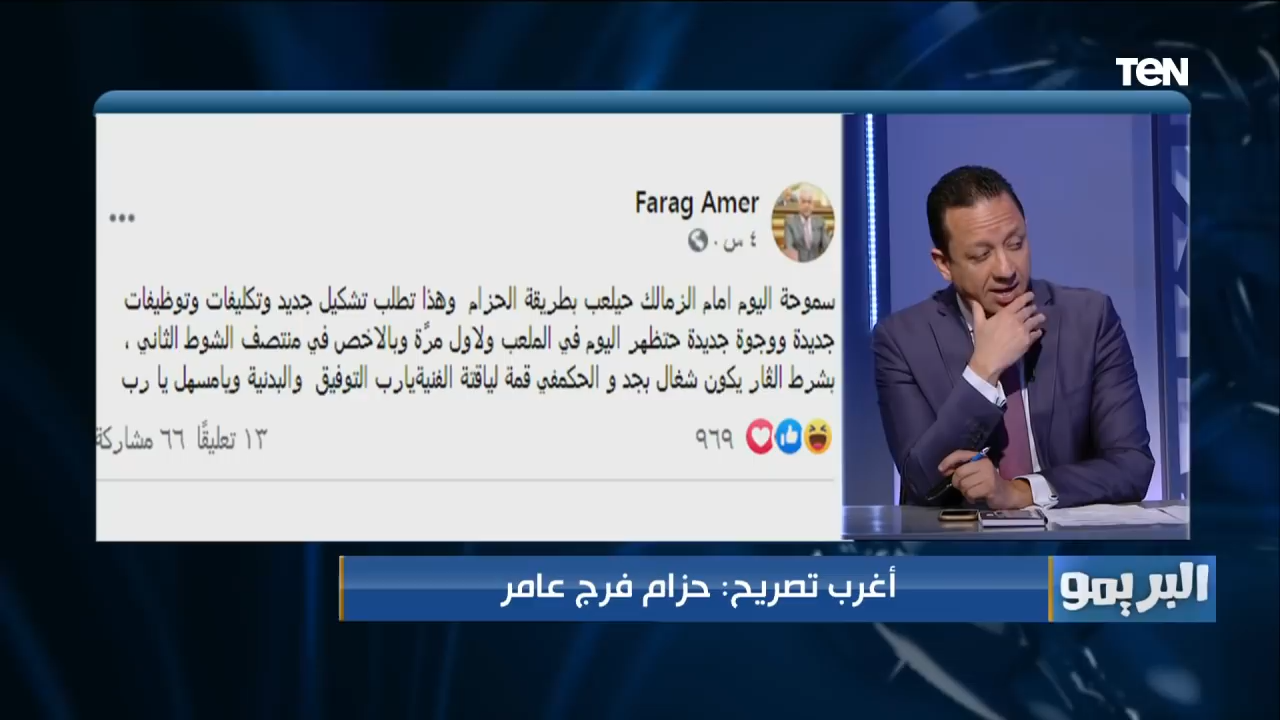 TEN
Farag Amer
٤ س ·
سموحة اليوم امام الزمالك حيلعب بطريقة الحزام وهذا تطلب تشكيل جديد وتكليفات وتوظيفات
جديدة ووجوة جديدة حتظهر اليوم في الملعب ولاول مرَّة وبالاخص في منتصف الشوط الثاني ،
بشرط الڤار يكون شغال بجد و الحكمفي قمة لياقتة الفنيةيارب التوفيق والبدنية ويامسهل يا رب
٩٦٩
١٣ تعليقًا ٦٦ مشاركة
البريمو
أغرب تصريح: حزام فرج عامر